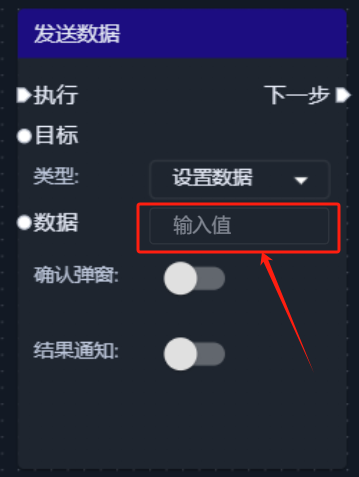 发送数据
执行 下一步
目标
类型: 设置数据
数据 输入值
确认弹窗:
结果通知: